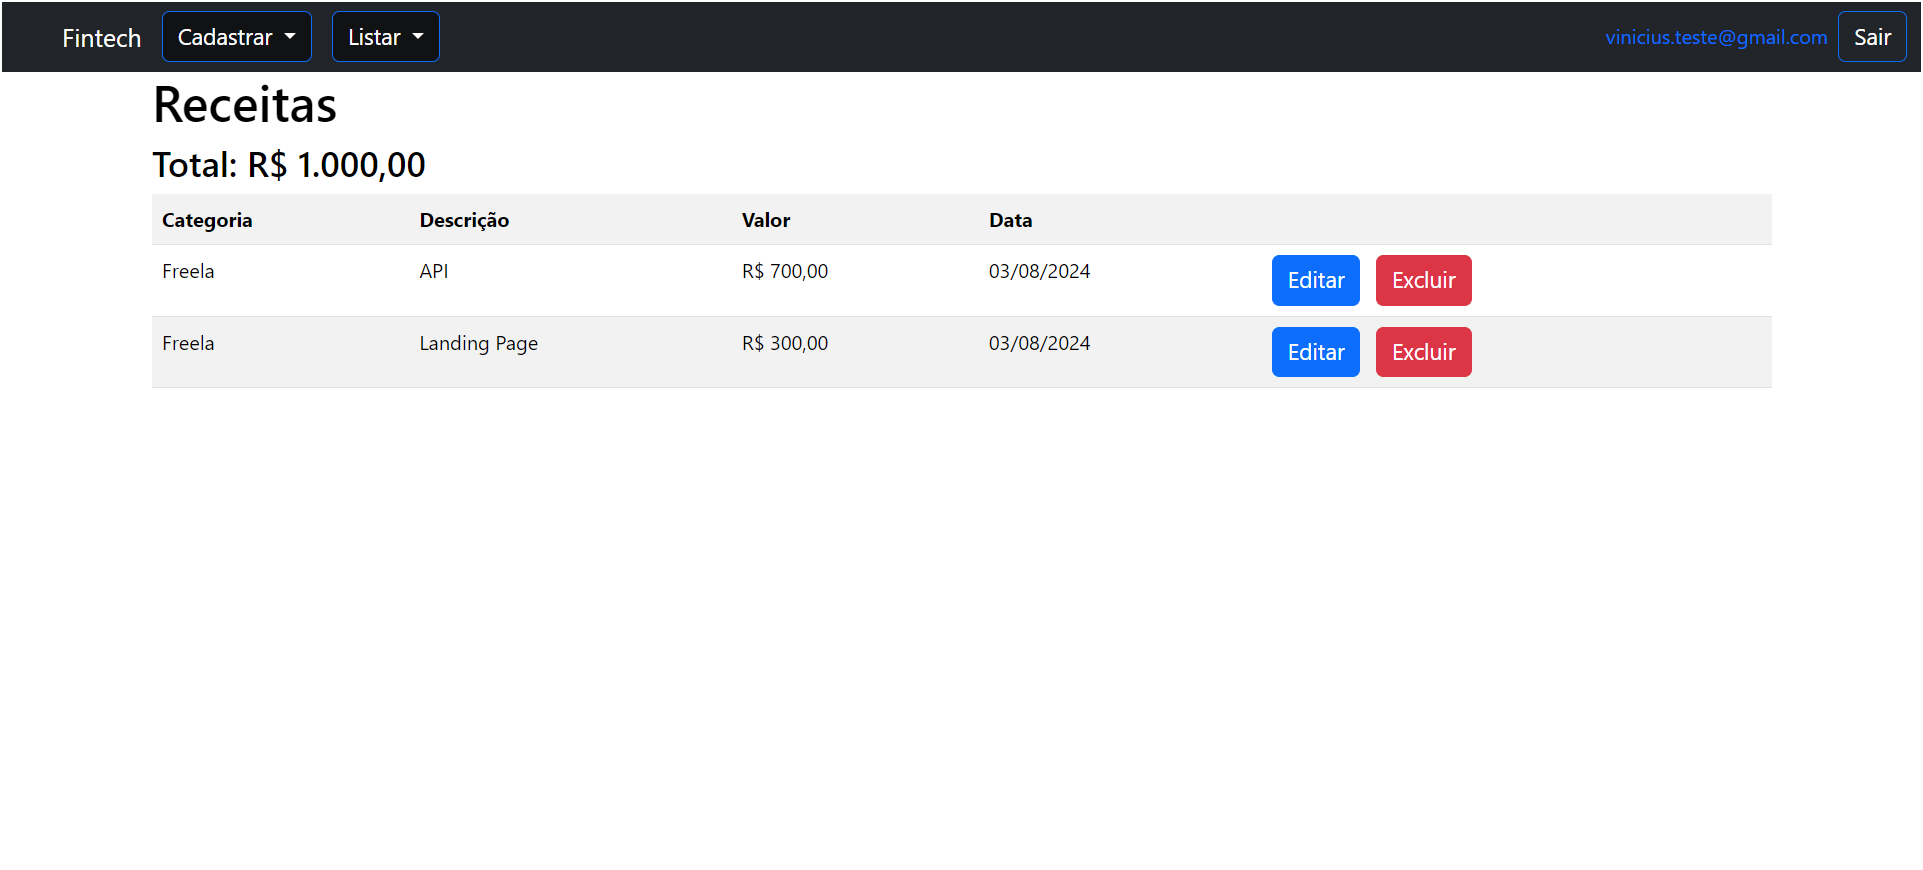 Fintech Cadastrar Listar vinicius.teste@gmail.com Sair
Receitas
Total: R$ 1.000,00
Categoria Descrição Valor Data
Freela API R$ 700,00 03/08/2024 Editar Excluir
Freela Landing Page R$ 300,00 03/08/2024 Editar Excluir